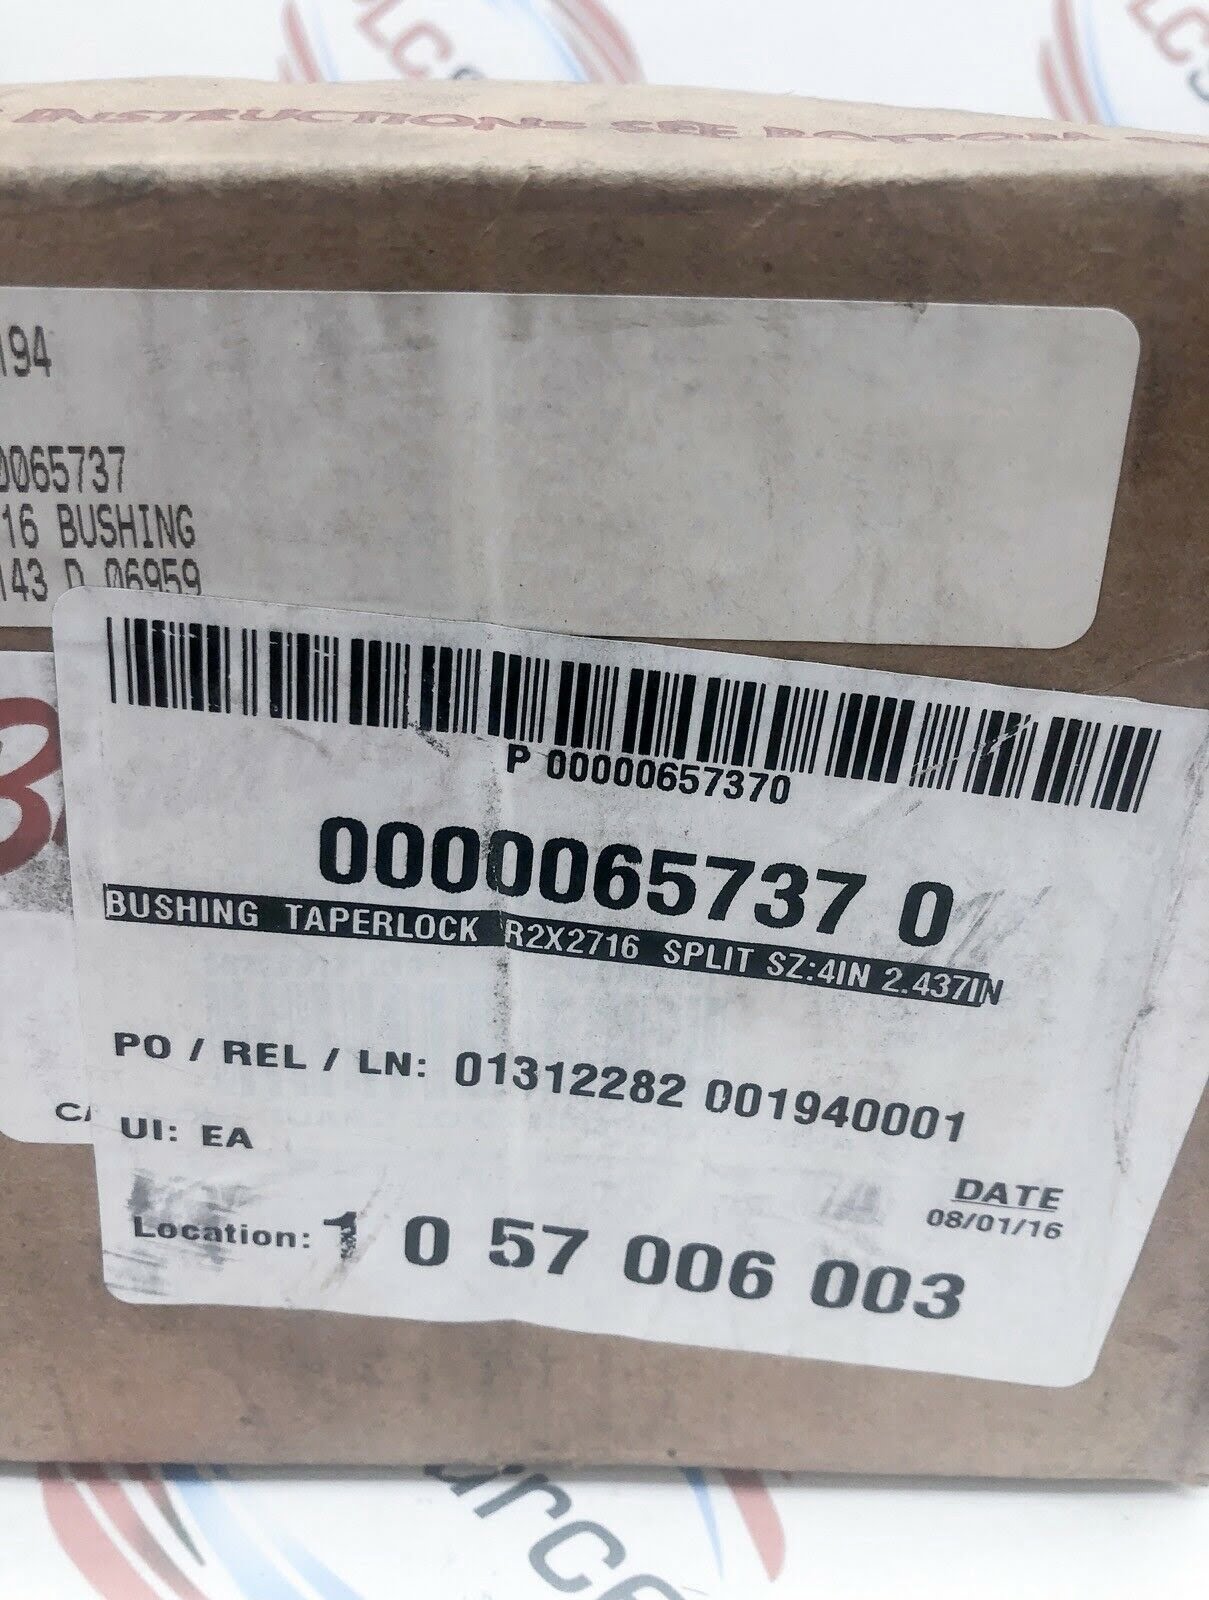 INSTRUCTIONS SEE BOTTOM
194
0065737
16 BUSHING
143 D 06959
P 00000657370
0000065737 0
BUSHING TAPERLOCK R2X2716 SPLIT SZ:4IN 2.437IN
PO / REL / LN: 01312282 001940001
UI: EA
DATE
08/01/16
Location: 1 0 57 006 003